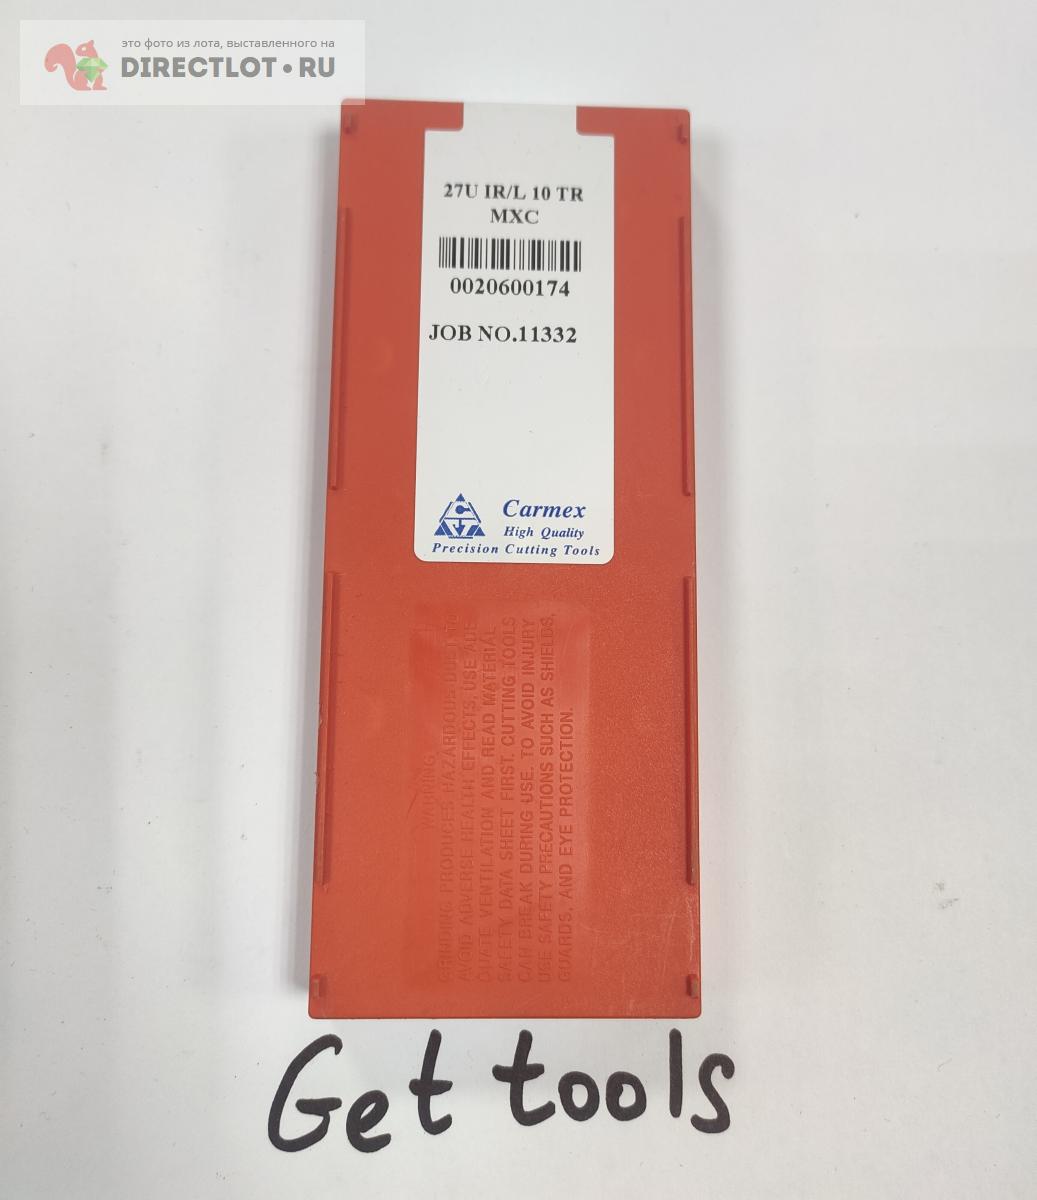 это фото из лота, выставленного на
DIRECTLOT•RU
27U IR/L 10 TR
MXC
0020600174
JOB NO.11332
Carmex
High Quality
Precision Cutting Tools
WARNING
GRINDING PRODUCES HAZARDOUS DUST. TO
AVOID ADVERSE HEALTH EFFECTS, USE ADE
QUATE VENTILATION AND READ MATERIAL
SAFETY DATA SHEET FIRST. CUTTING TOOLS
CAN BREAK DURING USE. TO AVOID INJURY
USE SAFETY PRECAUTIONS SUCH AS SHIELDS,
GUARDS, AND EYE PROTECTION.
Get tools